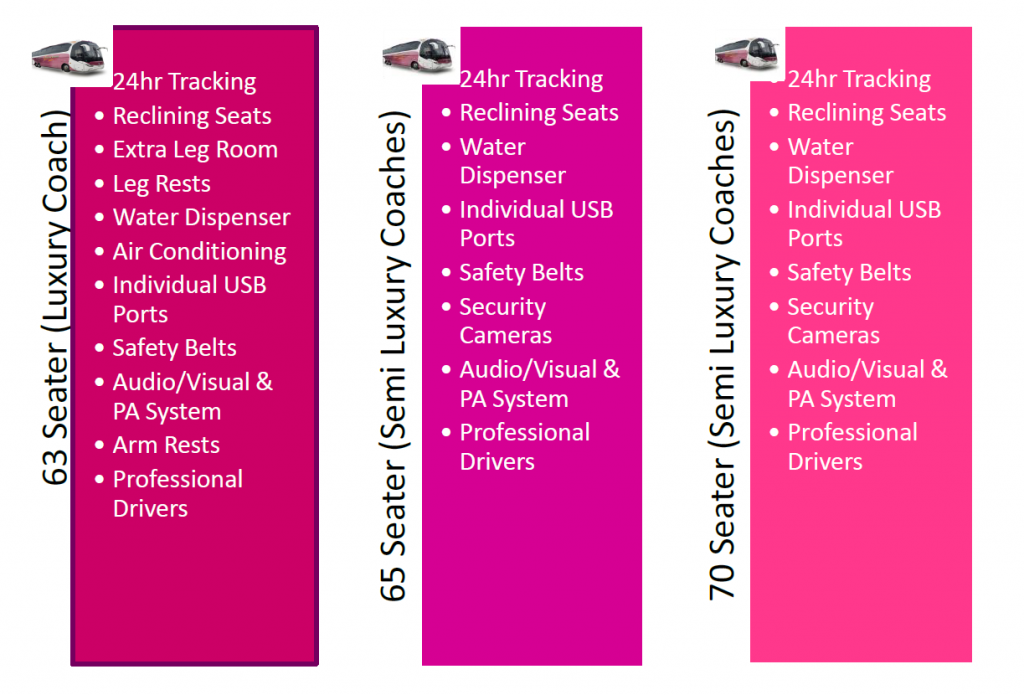 63 Seater (Luxury Coach)
24hr Tracking
• Reclining Seats
• Extra Leg Room
• Leg Rests
• Water Dispenser
• Air Conditioning
• Individual USB
Ports
• Safety Belts
• Audio/Visual &
PA System
• Arm Rests
• Professional
Drivers
65 Seater (Semi Luxury Coaches)
24hr Tracking
• Reclining Seats
• Water
Dispenser
• Individual USB
Ports
• Safety Belts
• Security
Cameras
• Audio/Visual &
PA System
• Professional
Drivers
70 Seater (Semi Luxury Coaches)
24hr Tracking
• Reclining Seats
• Water
Dispenser
• Individual USB
Ports
• Safety Belts
• Security
Cameras
• Audio/Visual &
PA System
• Professional
Drivers